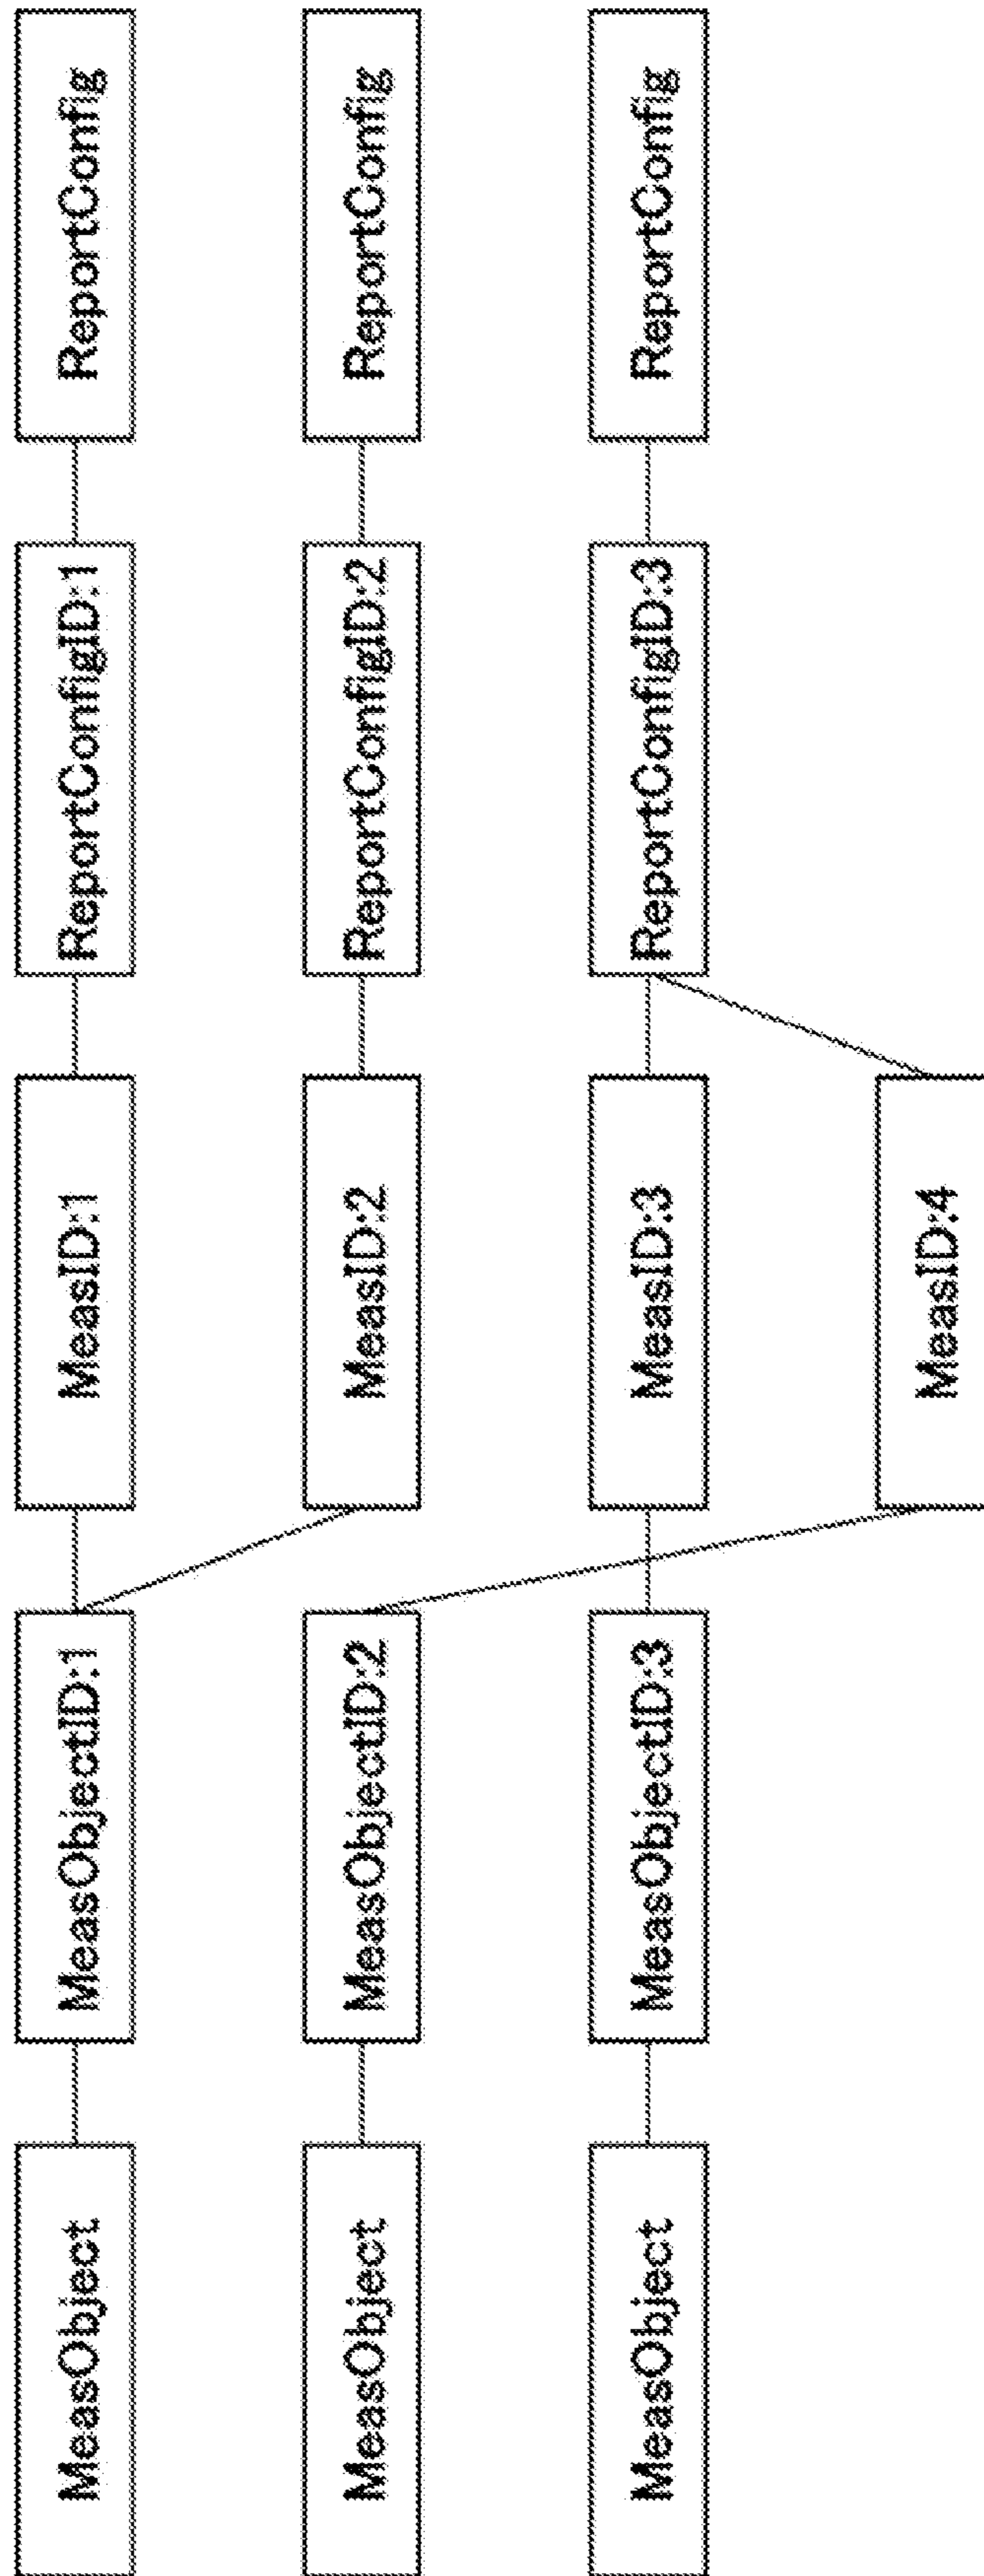 MeasObject
MeasObjectID:1
MeasID:1
ReportConfigID:1
ReportConfig
MeasObject
MeasObjectID:2
MeasID:2
ReportConfigID:2
ReportConfig
MeasObject
MeasObjectID:3
MeasID:3
ReportConfigID:3
ReportConfig
MeasID:4